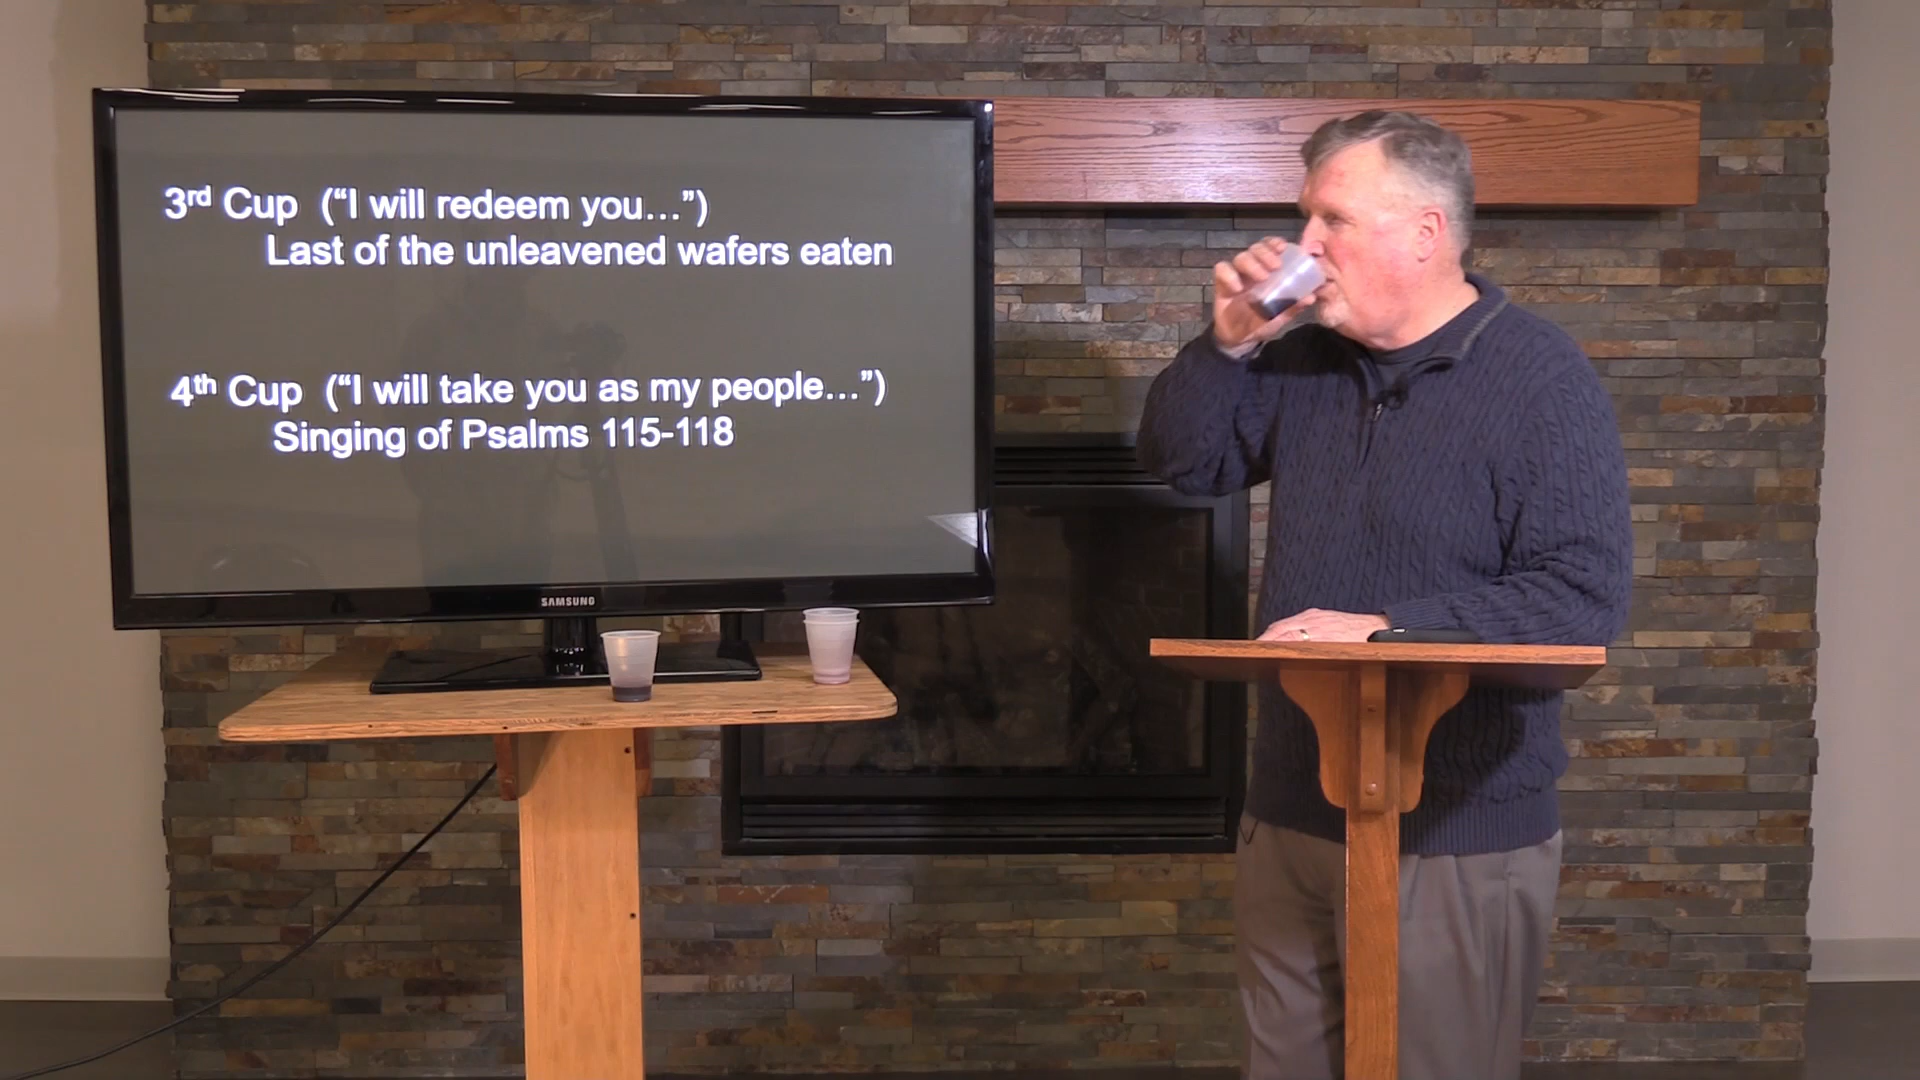 3rd Cup (“I will redeem you…”)
Last of the unleavened wafers eaten
4th Cup (“I will take you as my people…”)
Singing of Psalms 115-118
SAMSUNG